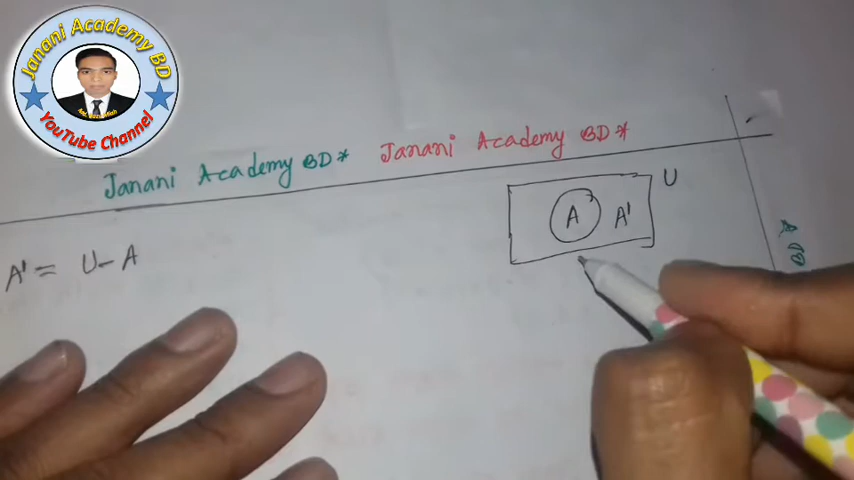 Janani Academy BD
YouTube Channel
Janani Academy BD* Janani Academy BD*
U
A A'
A' = U - A